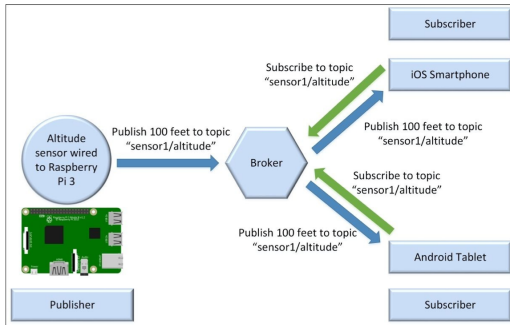 Subscriber
Subscribe to topic
“sensor1/altitude”
iOS Smartphone
Altitude
sensor wired
to Raspberry
Pi 3
Publish 100 feet to topic
“sensor1/altitude”
Broker
Publish 100 feet to topic
“sensor1/altitude”
Subscribe to topic
“sensor1/altitude”
Publish 100 feet to topic
“sensor1/altitude”
Android Tablet
Publisher
Subscriber